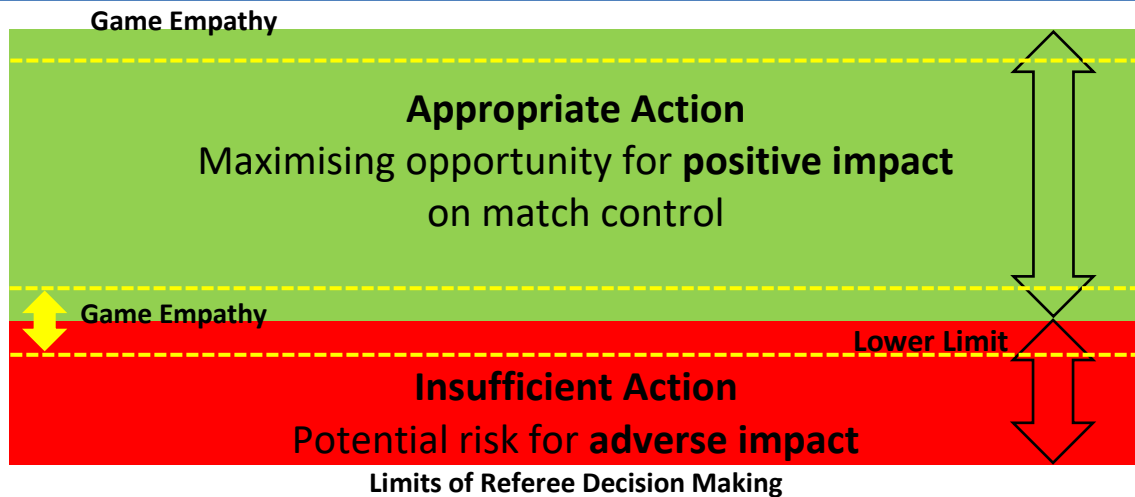 Game Empathy
Appropriate Action
Maximising opportunity for positive impact
on match control
Game Empathy
Lower Limit
Insufficient Action
Potential risk for adverse impact
Limits of Referee Decision Making